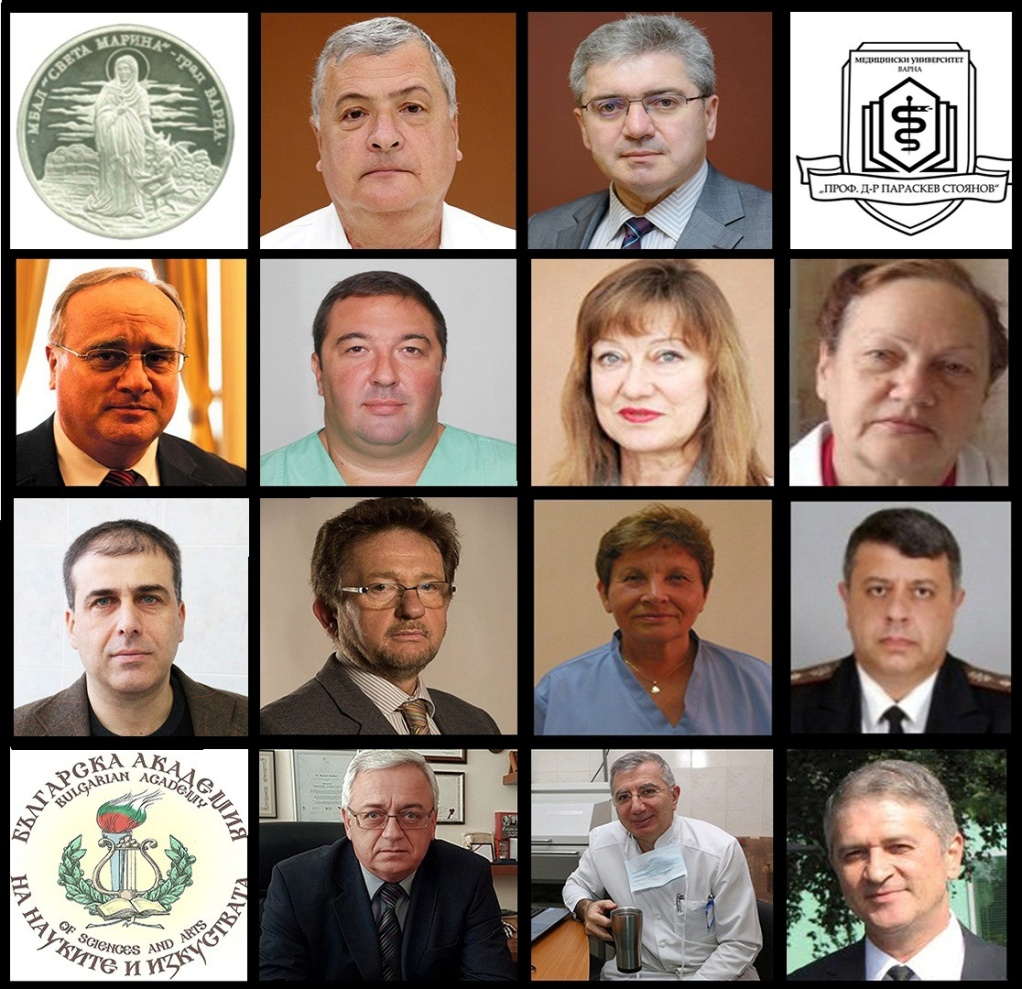 МБАЛ-"СВЕТА МАРИНА"-град ВАРНА
МЕДИЦИНСКИ УНИВЕРСИТЕТ
ВАРНА
„ПРОФ. Д-Р ПАРАСКЕВ СТОЯНОВ“
БЪЛГАРСКА АКАДЕМИЯ
BULGARIAN ACADEMY
OF SCIENCES AND ARTS
НА НАУКИТЕ И ИЗКУСТВАТА